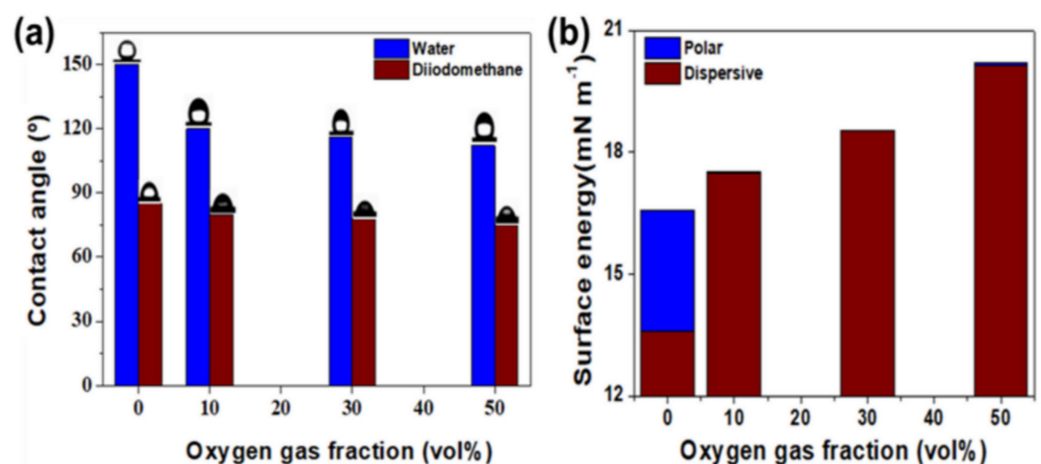 (a)
Water
Diiodomethane
Contact angle (º)
150
120
90
60
30
0
0 10 20 30 40 50
Oxygen gas fraction (vol%)
(b)
Polar
Dispersive
Surface energy(mN m⁻¹)
21
18
15
12
0 10 20 30 40 50
Oxygen gas fraction (vol%)